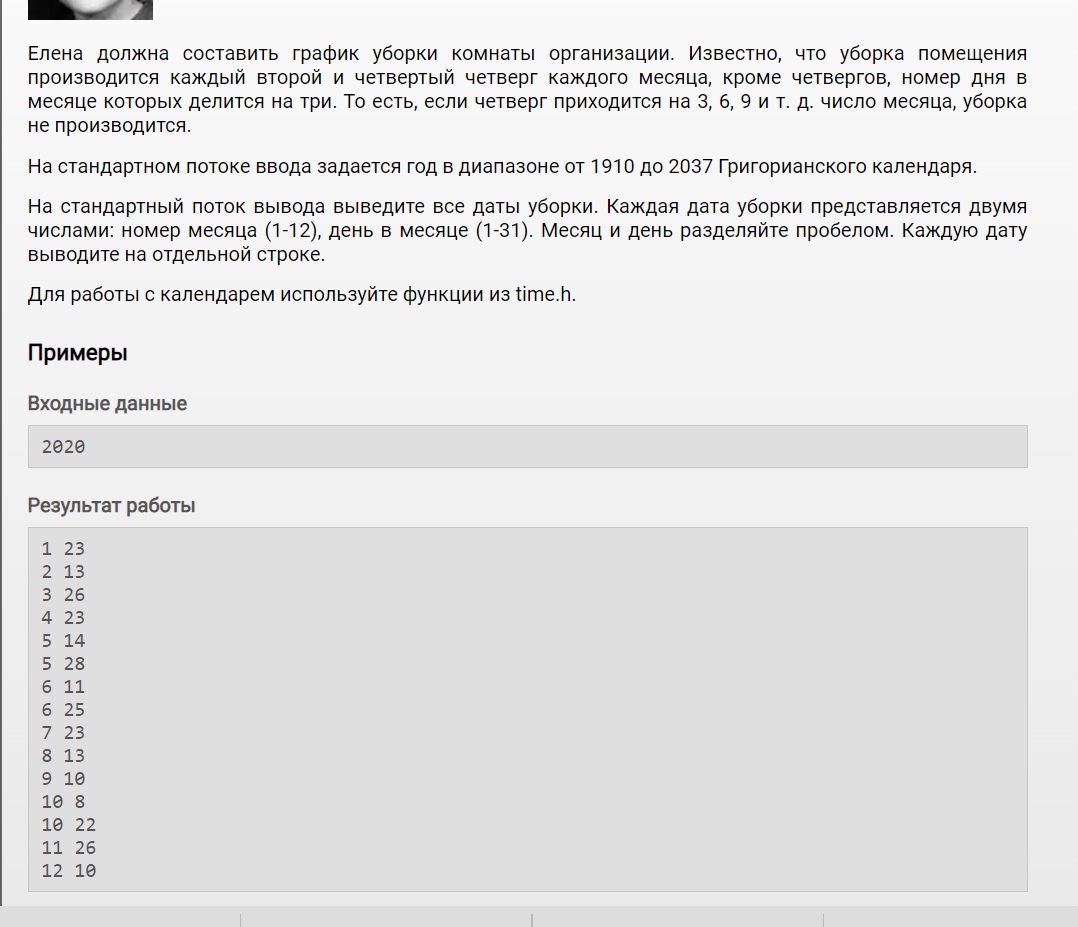 Елена должна составить график уборки комнаты организации. Известно, что уборка помещения
производится каждый второй и четвертый четверг каждого месяца, кроме четвергов, номер дня в
месяце которых делится на три. То есть, если четверг приходится на 3, 6, 9 и т. д. число месяца, уборка
не производится.
На стандартном потоке ввода задается год в диапазоне от 1910 до 2037 Григорианского календаря.
На стандартный поток вывода выведите все даты уборки. Каждая дата уборки представляется двумя
числами: номер месяца (1-12), день в месяце (1-31). Месяц и день разделяйте пробелом. Каждую дату
выводите на отдельной строке.
Для работы с календарем используйте функции из time.h.
Примеры
Входные данные
2020
Результат работы
1 23
2 13
3 26
4 23
5 14
5 28
6 11
6 25
7 23
8 13
9 10
10 8
10 22
11 26
12 10